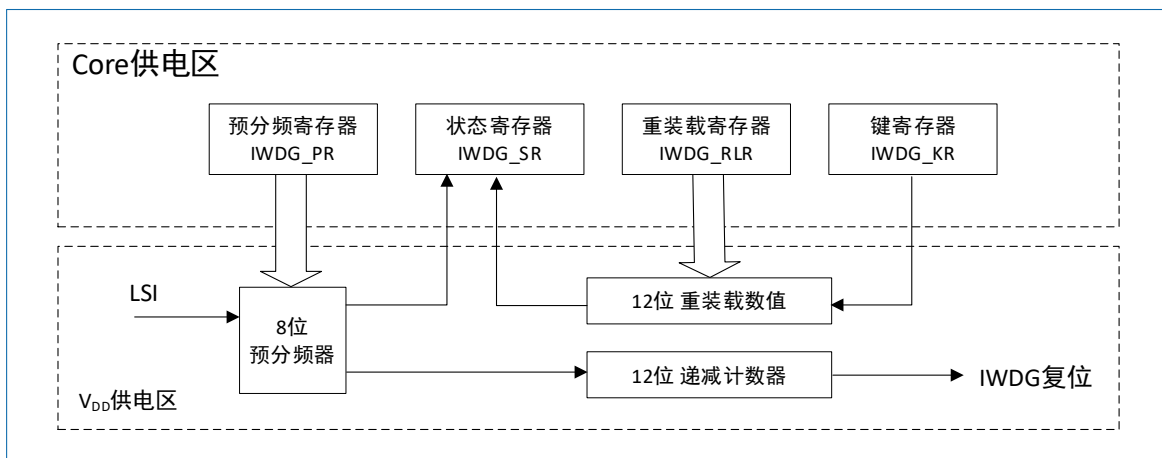 Core供电区
预分频寄存器
IWDG_PR
状态寄存器
IWDG_SR
重装载寄存器
IWDG_RLR
键寄存器
IWDG_KR
LSI
8位
预分频器
12位 重装载数值
12位 递减计数器
IWDG复位
VDD供电区